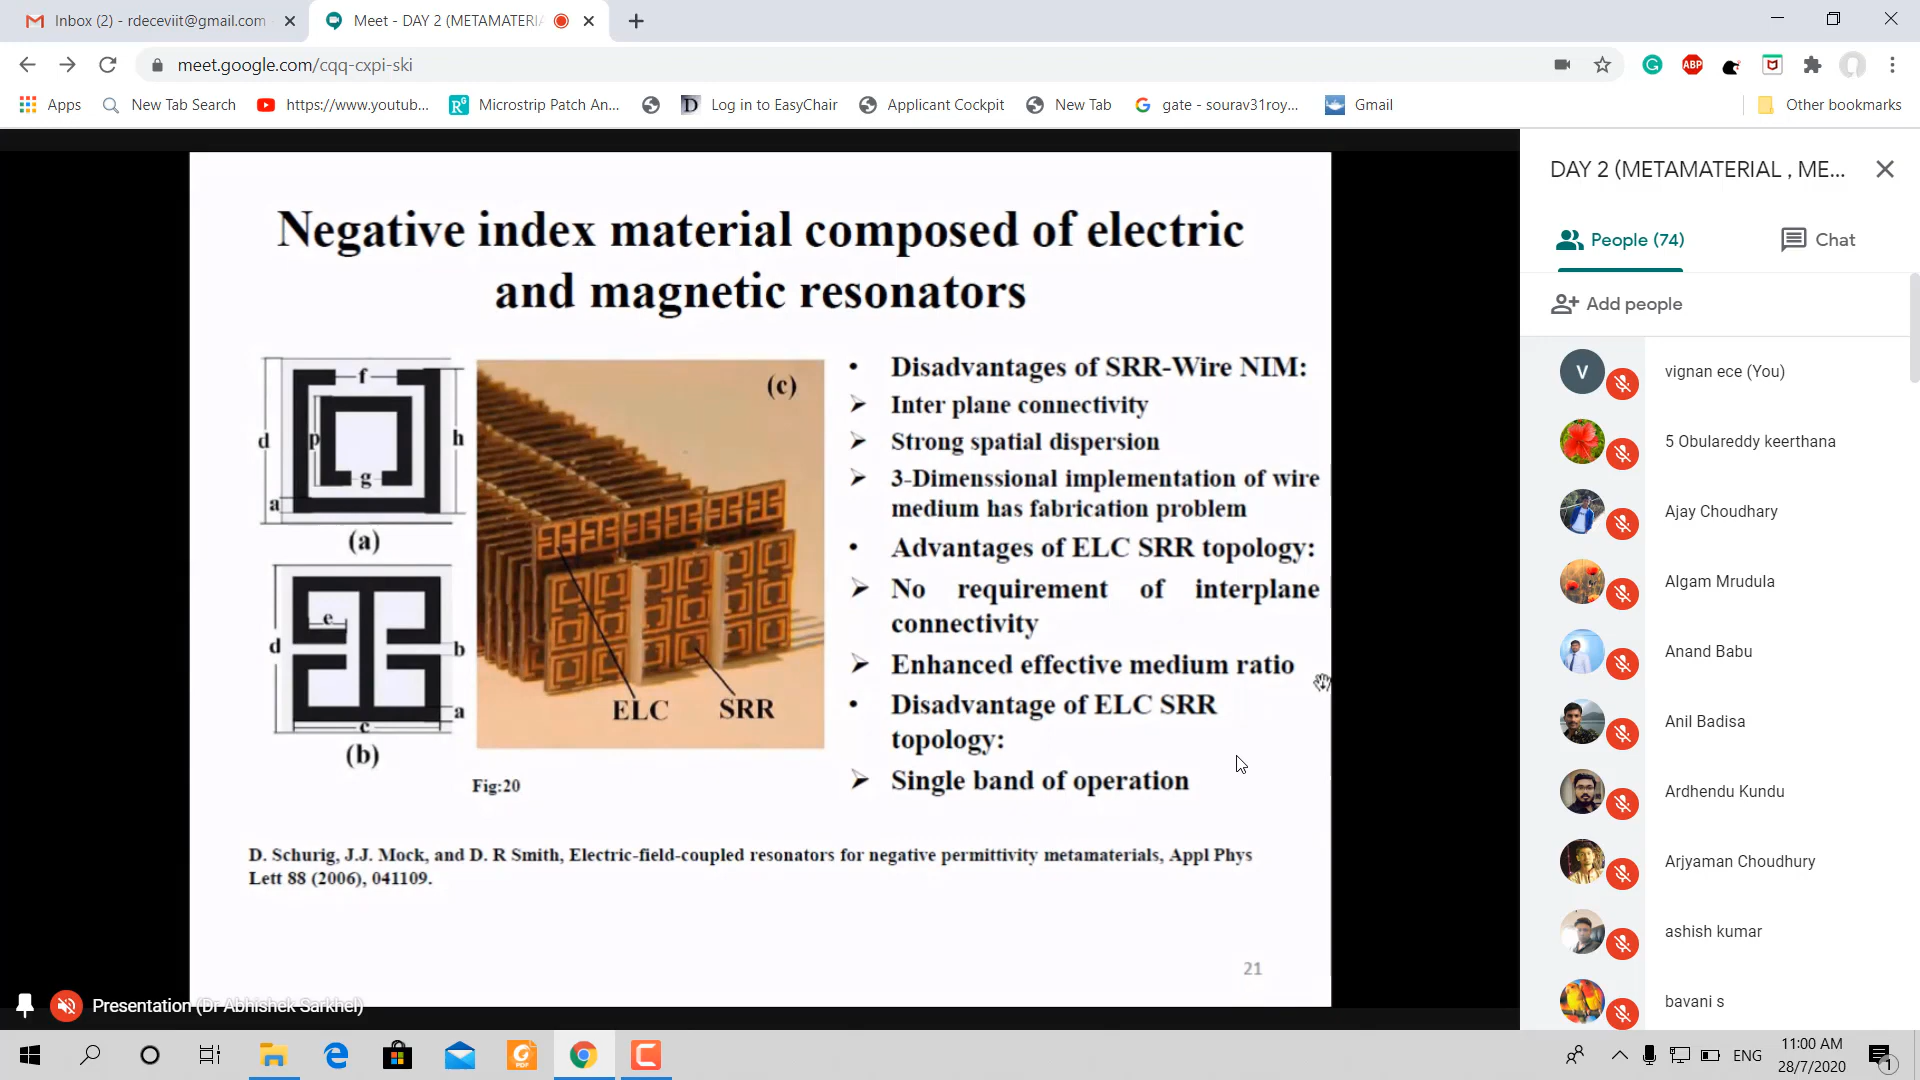 Inbox (2) - rdeceviit@gmail.com
Meet - DAY 2 (METAMATERIA
meet.google.com/cqq-cxpi-ski
Apps
New Tab Search
https://www.youtub...
Microstrip Patch An...
Log in to EasyChair
Applicant Cockpit
New Tab
gate - sourav31roy...
Gmail
Other bookmarks
Negative index material composed of electric
and magnetic resonators
f
d
p
h
g
a
(a)
e
d
b
a
c
(b)
(c)
ELC
SRR
Fig:20
• Disadvantages of SRR-Wire NIM:
➢ Inter plane connectivity
➢ Strong spatial dispersion
➢ 3-Dimenssional implementation of wire
medium has fabrication problem
• Advantages of ELC SRR topology:
➢ No requirement of interplane
connectivity
➢ Enhanced effective medium ratio
• Disadvantage of ELC SRR
topology:
➢ Single band of operation
D. Schurig, J.J. Mock, and D. R Smith, Electric-field-coupled resonators for negative permittivity metamaterials, Appl Phys
Lett 88 (2006), 041109.
21
Presentation (Dr Abhishek Sarkhel)
DAY 2 (METAMATERIAL , ME...
People (74)
Chat
Add people
V
vignan ece (You)
5 Obulareddy keerthana
Ajay Choudhary
Algam Mrudula
Anand Babu
Anil Badisa
Ardhendu Kundu
Arjyaman Choudhury
ashish kumar
bavani s
ENG
11:00 AM
28/7/2020
1